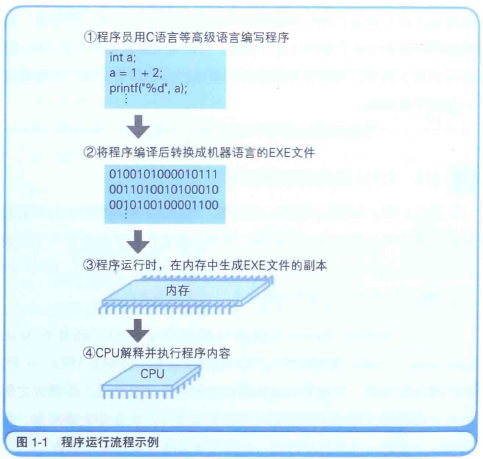 ①程序员用C语言等高级语言编写程序
int a;
a = 1 + 2;
printf("%d", a);
⋮
②将程序编译后转换成机器语言的EXE文件
0100101000010111
0011010010100010
0010100100001100
⋮
③程序运行时，在内存中生成EXE文件的副本
内存
④CPU解释并执行程序内容
CPU
图 1-1 程序运行流程示例